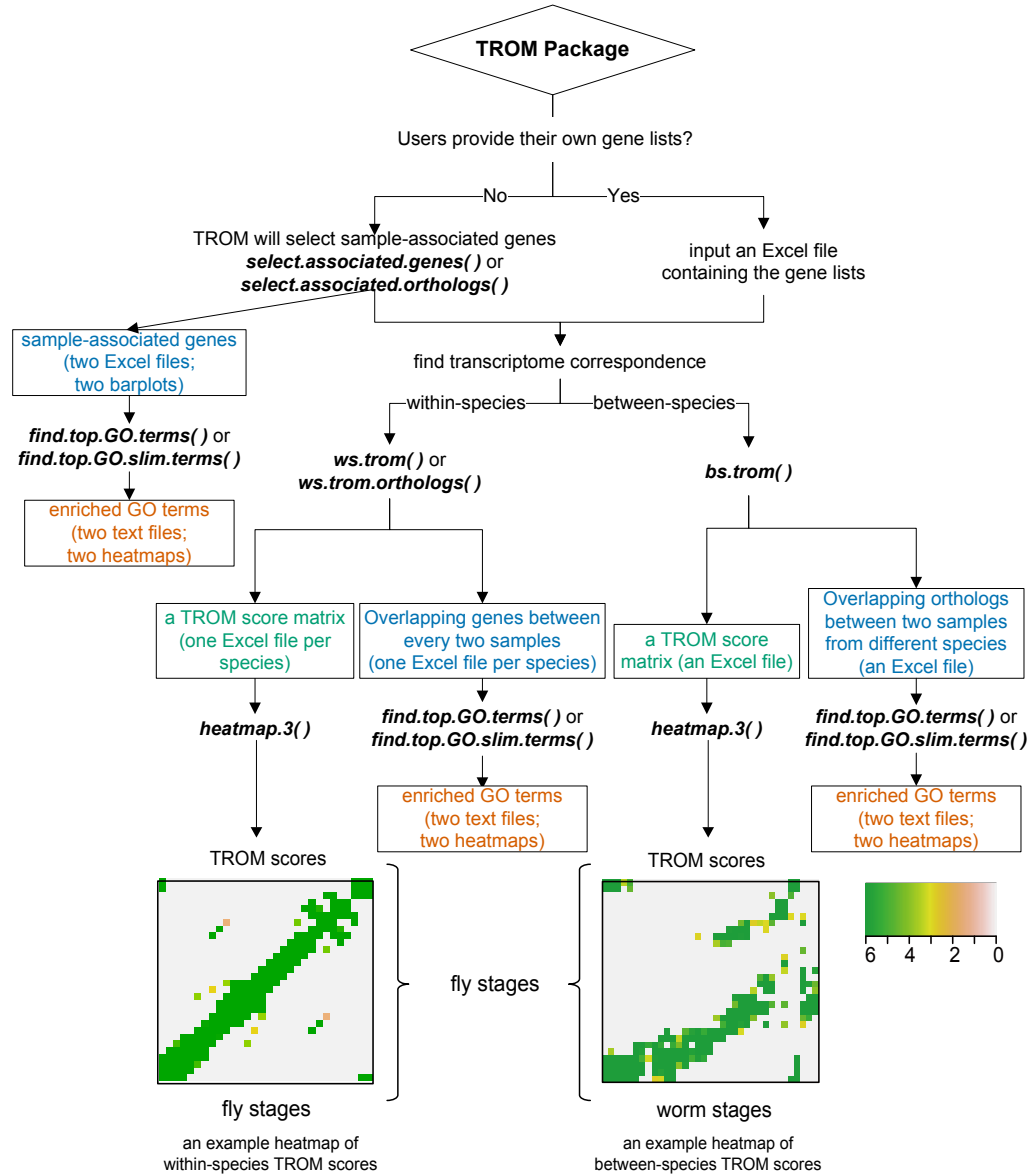 TROM Package
Users provide their own gene lists?
No
Yes
TROM will select sample-associated genes
select.associated.genes( ) or
select.associated.orthologs( )
input an Excel file
containing the gene lists
sample-associated genes
(two Excel files;
two barplots)
find transcriptome correspondence
within-species
between-species
find.top.GO.terms( ) or
find.top.GO.slim.terms( )
ws.trom( ) or
ws.trom.orthologs( )
bs.trom( )
enriched GO terms
(two text files;
two heatmaps)
a TROM score matrix
(one Excel file per
species)
Overlapping genes between
every two samples
(one Excel file per species)
a TROM score
matrix (an Excel file)
Overlapping orthologs
between two samples
from different species
(an Excel file)
heatmap.3( )
find.top.GO.terms( ) or
find.top.GO.slim.terms( )
heatmap.3( )
find.top.GO.terms( ) or
find.top.GO.slim.terms( )
enriched GO terms
(two text files;
two heatmaps)
enriched GO terms
(two text files;
two heatmaps)
TROM scores
TROM scores
6 4 2 0
fly stages
fly stages
worm stages
an example heatmap of
within-species TROM scores
an example heatmap of
between-species TROM scores